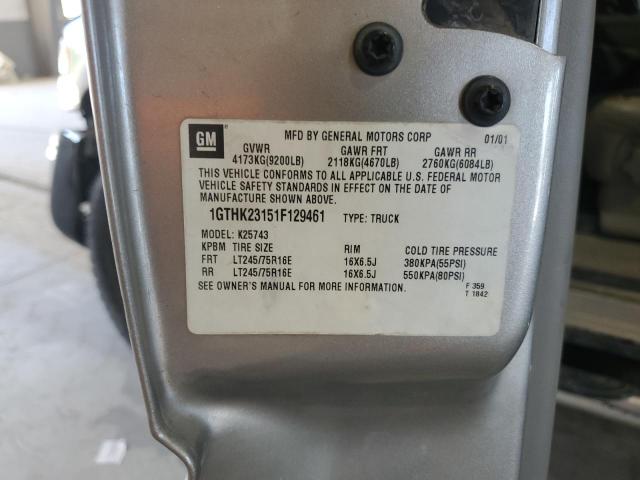 GM MFD BY GENERAL MOTORS CORP 01/01
GVWR GAWR FRT GAWR RR
4173KG(9200LB) 2118KG(4670LB) 2760KG(6084LB)
THIS VEHICLE CONFORMS TO ALL APPLICABLE U.S. FEDERAL MOTOR
VEHICLE SAFETY STANDARDS IN EFFECT ON THE DATE OF
MANUFACTURE SHOWN ABOVE.
1GTHK23151F129461 TYPE: TRUCK
MODEL: K25743
KPBM TIRE SIZE RIM COLD TIRE PRESSURE
FRT LT245/75R16E 16X6.5J 380KPA(55PSI)
RR LT245/75R16E 16X6.5J 550KPA(80PSI)
SEE OWNER'S MANUAL FOR MORE INFORMATION. F 359
T 1842